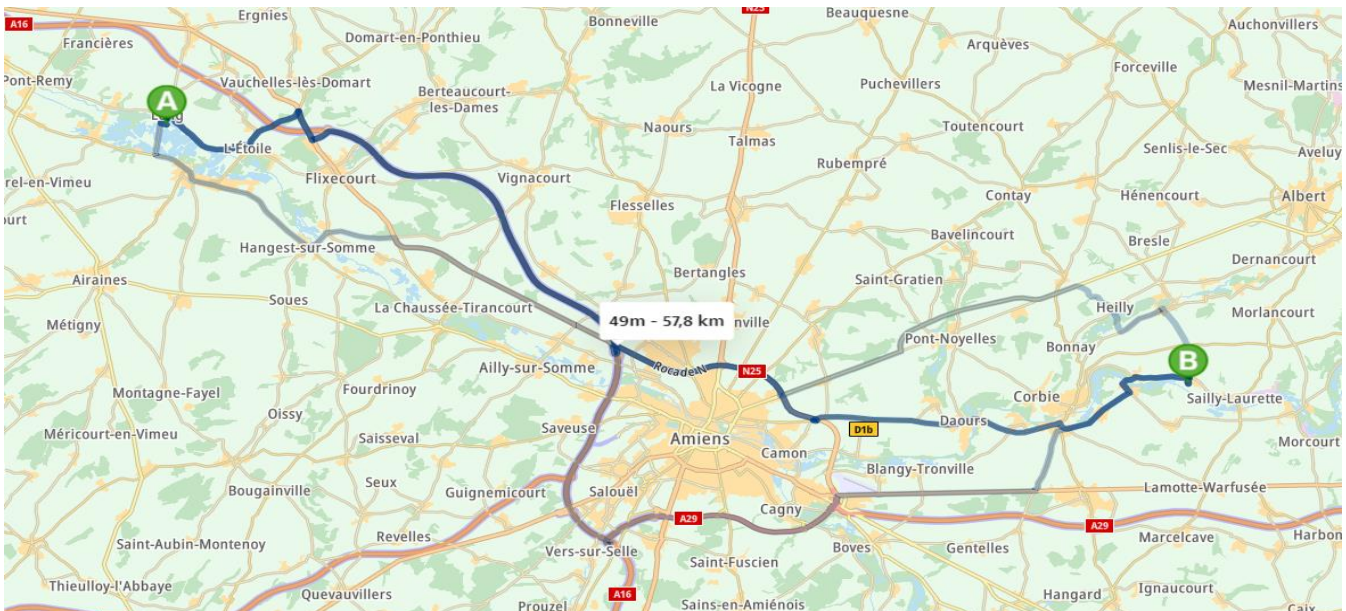 A16
Ergnies
Bonneville
N25
Beauquesne
Auchonvillers
Francières
Domart-en-Ponthieu
Arquèves
Forceville
Pont-Remy
Vauchelles-lès-Domart
Berteaucourt-
les-Dames
La Vicogne
Puchevillers
Mesnil-Martins
A
L'Étoile
Naours
Talmas
Toutencourt
Senlis-le-Sec
Aveluy
Rubempré
rel-en-Vimeu
Flixecourt
Vignacourt
Flesselles
Contay
Hénencourt
Albert
ourt
Hangest-sur-Somme
Bavelincourt
Bresle
Dernancourt
Airaines
Soues
La Chaussée-Tirancourt
Bertangles
Saint-Gratien
Heilly
Morlancourt
Métigny
49m - 57,8 km
nville
Pont-Noyelles
Bonnay
B
Ailly-sur-Somme
Rocade N
N25
Montagne-Fayel
Fourdrinoy
Corbie
Sailly-Laurette
Oissy
Saveuse
Daours
D1b
Méricourt-en-Vimeu
Saisseval
Amiens
Camon
Morcourt
Blangy-Tronville
Bougainville
Seux
Guignemicourt
Salouël
Lamotte-Warfusée
Cagny
A29
A29
Saint-Aubin-Montenoy
Revelles
Vers-sur-Selle
Boves
Gentelles
Marcelcave
Harbon
Saint-Fuscien
Thieulloy-l'Abbaye
Quevauvillers
A16
Prouzel
Sains-en-Amiénois
Hangard
Ignaucourt
Caix